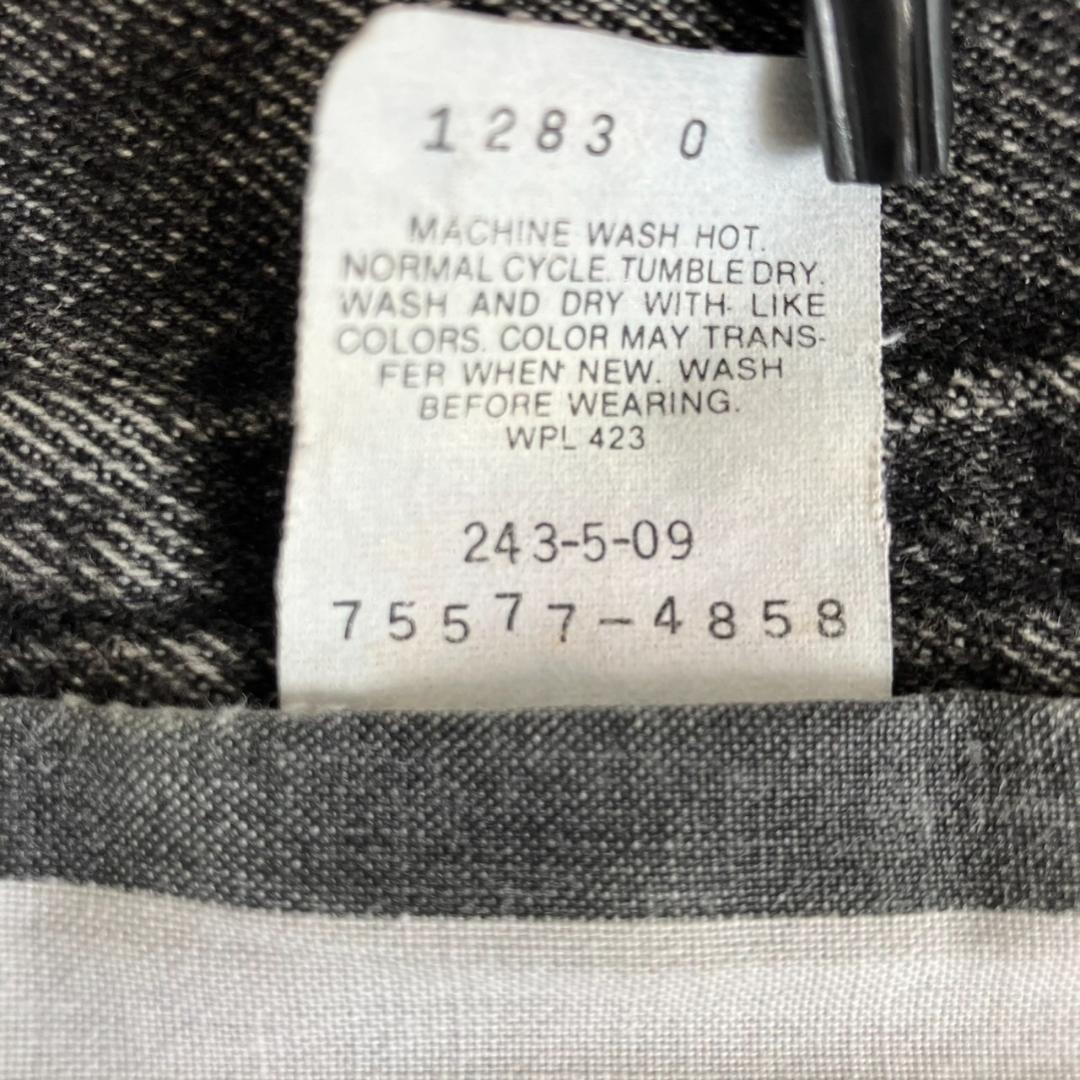 1283 0
MACHINE WASH HOT.
NORMAL CYCLE. TUMBLE DRY.
WASH AND DRY WITH LIKE
COLORS. COLOR MAY TRANS-
FER WHEN NEW. WASH
BEFORE WEARING.
WPL 423
243-5-09
75577-4858